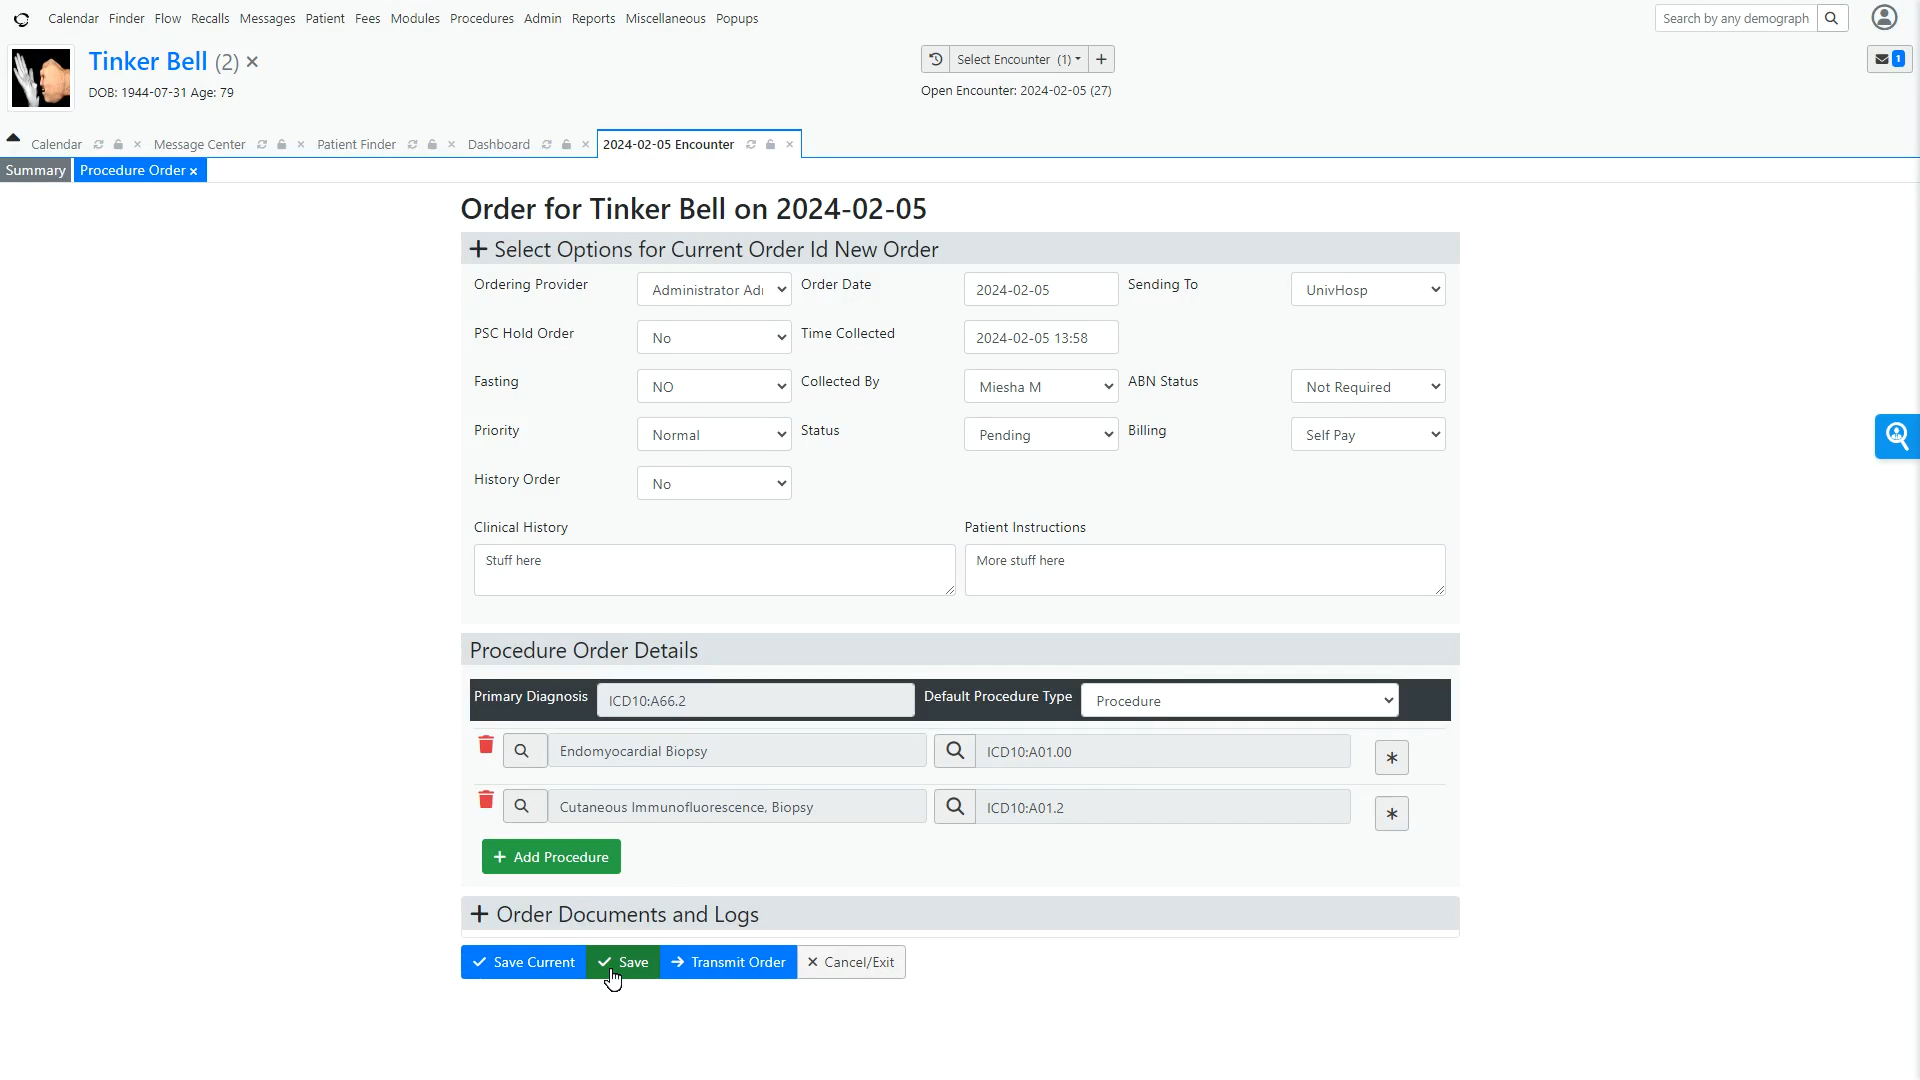 Calendar Finder Flow Recalls Messages Patient Fees Modules Procedures Admin Reports Miscellaneous Popups
Search by any demograph
Tinker Bell (2)
DOB: 1944-07-31 Age: 79
Select Encounter (1)
Open Encounter: 2024-02-05 (27)
1
Calendar Message Center Patient Finder Dashboard 2024-02-05 Encounter
Summary Procedure Order
Order for Tinker Bell on 2024-02-05
Select Options for Current Order Id New Order
Ordering Provider Administrator Adı Order Date 2024-02-05 Sending To UnivHosp
PSC Hold Order No Time Collected 2024-02-05 13:58
Fasting NO Collected By Miesha M ABN Status Not Required
Priority Normal Status Pending Billing Self Pay
History Order No
Clinical History Patient Instructions
Stuff here More stuff here
Procedure Order Details
Primary Diagnosis ICD10:A66.2 Default Procedure Type Procedure
Endomyocardial Biopsy ICD10:A01.00 *
Cutaneous Immunofluorescence, Biopsy ICD10:A01.2 *
+ Add Procedure
+ Order Documents and Logs
Save Current Save Transmit Order Cancel/Exit